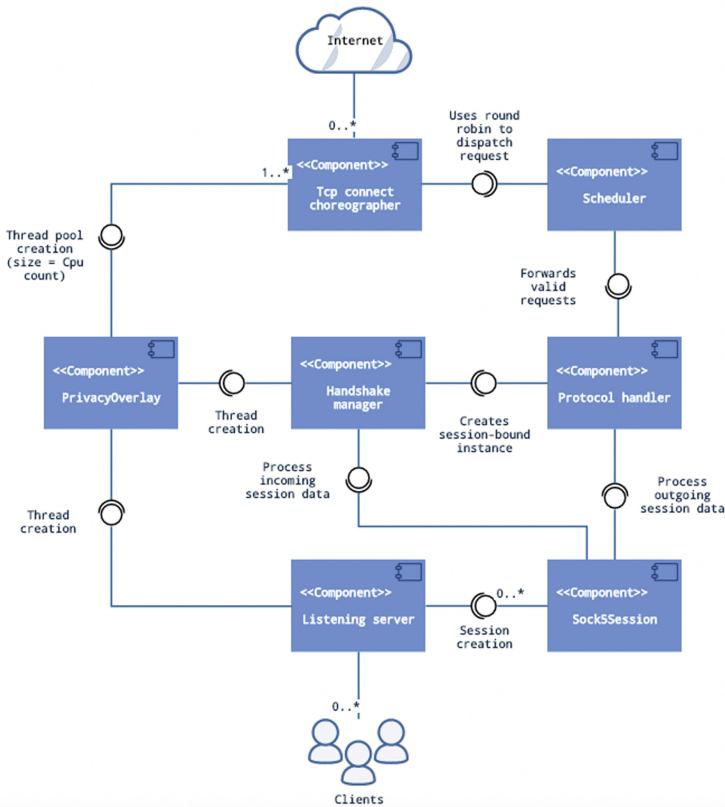 Internet
0..*
Uses round
robin to
dispatch
request
1..*
<<Component>>
Tcp connect
choreographer
<<Component>>
Scheduler
Thread pool
creation
(size = Cpu
count)
Forwards
valid
requests
<<Component>>
PrivacyOverlay
<<Component>>
Handshake
manager
<<Component>>
Protocol handler
Thread
creation
Creates
session-bound
instance
Process
incoming
session data
Process
outgoing
session data
Thread
creation
<<Component>>
Listening server
0..*
<<Component>>
Sock5Session
Session
creation
0..*
Clients